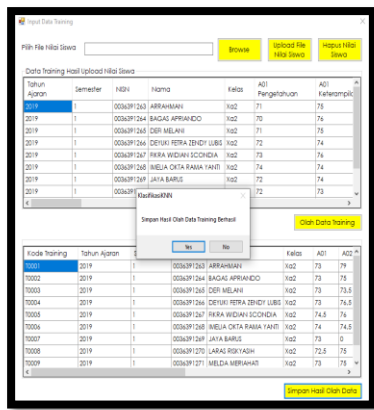 Input Data Training
Pilih File Nilai Siswa Browse Upload File Nilai Siswa Hapus Nilai Siswa
Data Training Hasil Upload Nilai Siswa
Tahun Ajaran Semester NISN Nama Kelas A01 Pengetahuan A01
2019 1 0036391263 ARRAHMAN Xa2 71 75
2019 1 0036391264 BAGAS APRIANDO Xa2 70 76
2019 1 0036391265 DEFI MELANI Xa2 71 75
2019 1 0036391266 DEYUKI FETRA ZENDY LUBIS Xa2 72 74
2019 1 0036391267 FIKRA WIDIAN SCONDIA Xa2 73 76
2019 1 0036391268 IMELIA OKTA RAMA YANTI Xa2 74 74
2019 1 0036391269 JAYA BARUS Xa2 72 74
2019 1 72 73
KlasifikasiKNN
Simpan Hasil Olah Data Training Berhasil
Yes No
Olah Data Training
Kode Training Tahun Ajaran Kelas A01 A02
T0001 2019 1 0036391263 ARRAHMAN Xa2 73 79
T0002 2019 1 0036391264 BAGAS APRIANDO Xa2 73 75
T0003 2019 1 0036391265 DEFI MELANI Xa2 73 73.5
T0004 2019 1 0036391266 DEYUKI FETRA ZENDY LUBIS Xa2 73 76.5
T0005 2019 1 0036391267 FIKRA WIDIAN SCONDIA Xa2 74.5 76
T0006 2019 1 0036391268 IMELIA OKTA RAMA YANTI Xa2 74 74.5
T0007 2019 1 0036391269 JAYA BARUS Xa2 73 0
T0008 2019 1 0036391270 LARAS RISKYASIH Xa2 72.5 75
T0009 2019 1 0036391271 MELDA MERIAHATI Xa2 73 75
Simpan Hasil Olah Data